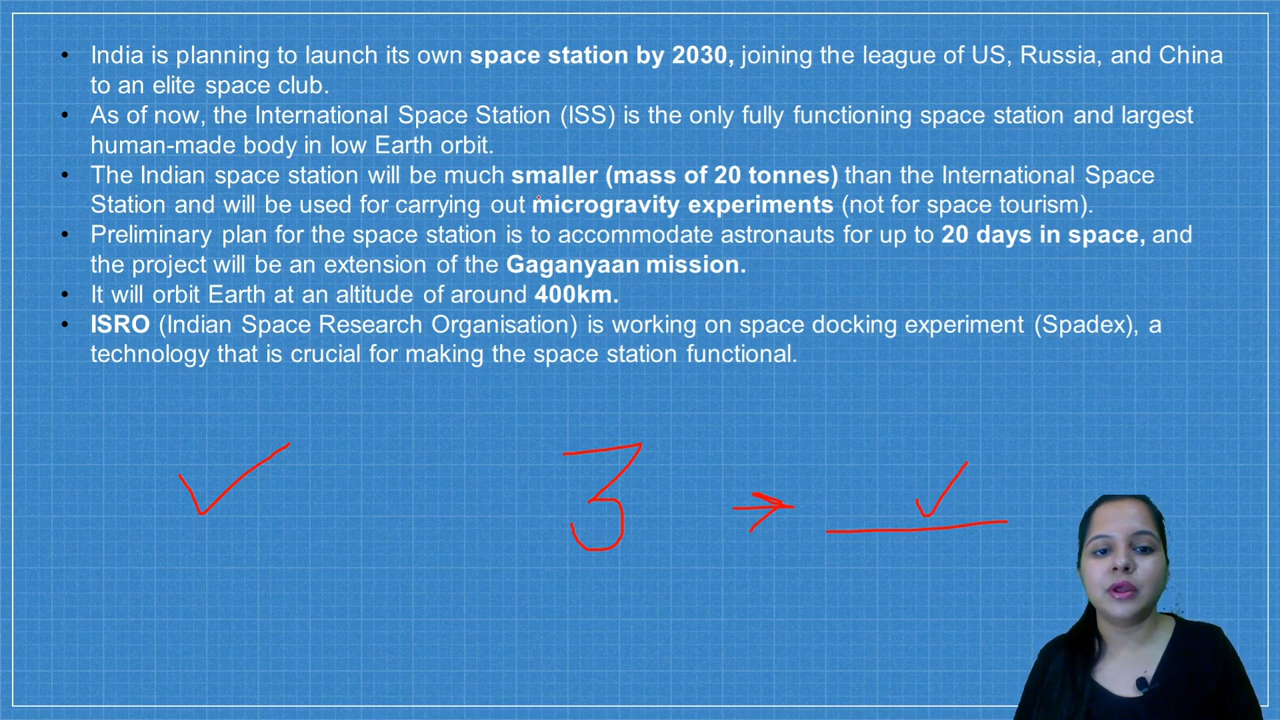 • India is planning to launch its own space station by 2030, joining the league of US, Russia, and China
to an elite space club.
• As of now, the International Space Station (ISS) is the only fully functioning space station and largest
human-made body in low Earth orbit.
• The Indian space station will be much smaller (mass of 20 tonnes) than the International Space
Station and will be used for carrying out microgravity experiments (not for space tourism).
• Preliminary plan for the space station is to accommodate astronauts for up to 20 days in space, and
the project will be an extension of the Gaganyaan mission.
• It will orbit Earth at an altitude of around 400km.
• ISRO (Indian Space Research Organisation) is working on space docking experiment (Spadex), a
technology that is crucial for making the space station functional.
✓ 3 → ✓